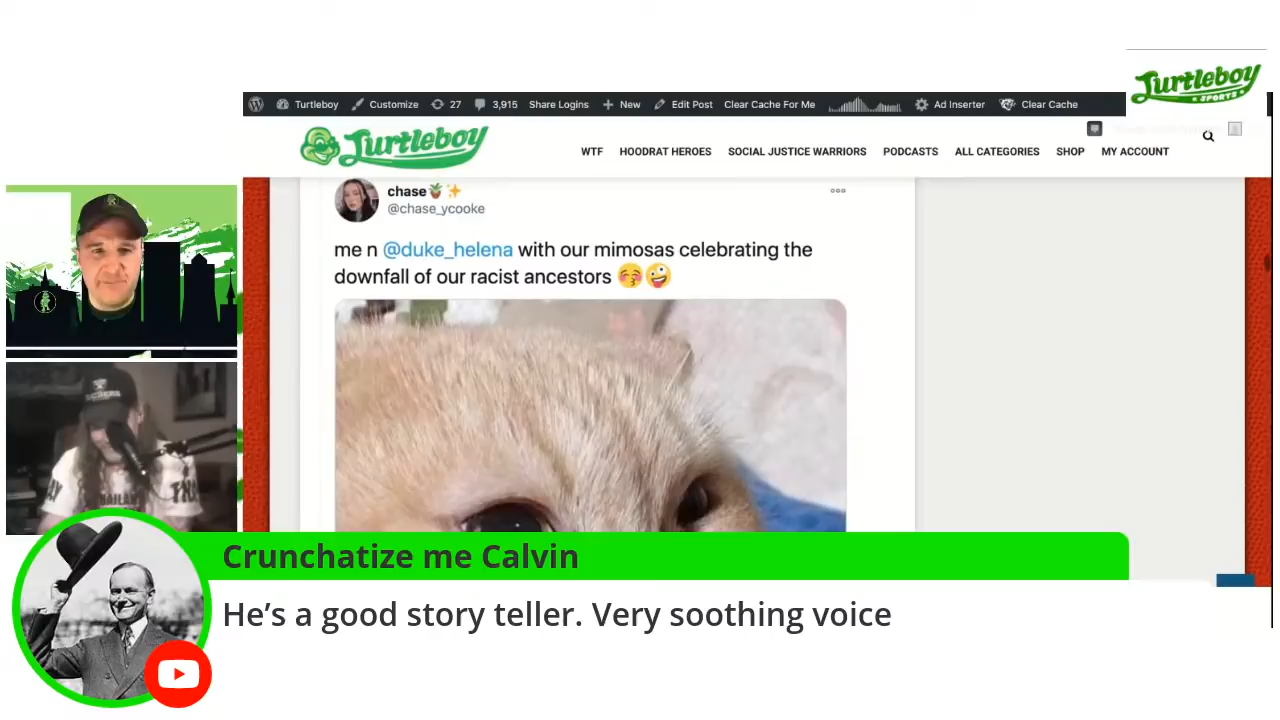 Turtleboy
SPORTS
Turtleboy Customize 27 3,915 Share Logins New Edit Post Clear Cache For Me Ad Inserter Clear Cache
Turtleboy
WTF HOODRAT HEROES SOCIAL JUSTICE WARRIORS PODCASTS ALL CATEGORIES SHOP MY ACCOUNT
chase
@chase_ycooke
me n @duke_helena with our mimosas celebrating the
downfall of our racist ancestors
Crunchatize me Calvin
He's a good story teller. Very soothing voice